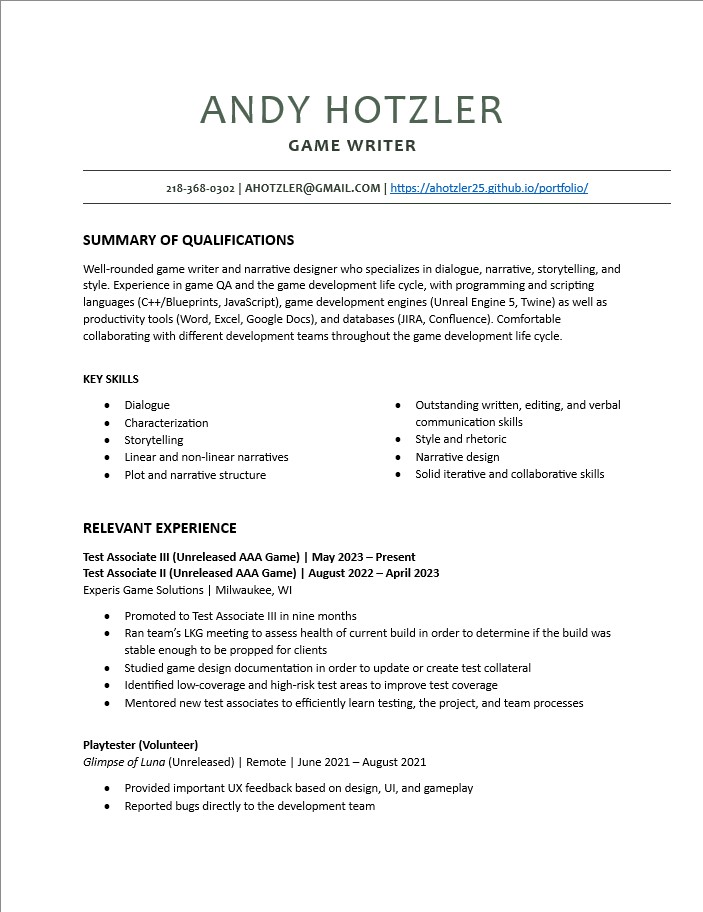 ANDY HOTZLER
GAME WRITER
218-368-0302 | AHOTZLER@GMAIL.COM | https://ahotzler25.github.io/portfolio/
SUMMARY OF QUALIFICATIONS
Well-rounded game writer and narrative designer who specializes in dialogue, narrative, storytelling, and
style. Experience in game QA and the game development life cycle, with programming and scripting
languages (C++/Blueprints, JavaScript), game development engines (Unreal Engine 5, Twine) as well as
productivity tools (Word, Excel, Google Docs), and databases (JIRA, Confluence). Comfortable
collaborating with different development teams throughout the game development life cycle.
KEY SKILLS
• Dialogue
• Characterization
• Storytelling
• Linear and non-linear narratives
• Plot and narrative structure
• Outstanding written, editing, and verbal
communication skills
• Style and rhetoric
• Narrative design
• Solid iterative and collaborative skills
RELEVANT EXPERIENCE
Test Associate III (Unreleased AAA Game) | May 2023 – Present
Test Associate II (Unreleased AAA Game) | August 2022 – April 2023
Experis Game Solutions | Milwaukee, WI
• Promoted to Test Associate III in nine months
• Ran team’s LKG meeting to assess health of current build in order to determine if the build was
stable enough to be propped for clients
• Studied game design documentation in order to update or create test collateral
• Identified low-coverage and high-risk test areas to improve test coverage
• Mentored new test associates to efficiently learn testing, the project, and team processes
Playtester (Volunteer)
Glimpse of Luna (Unreleased) | Remote | June 2021 – August 2021
• Provided important UX feedback based on design, UI, and gameplay
• Reported bugs directly to the development team